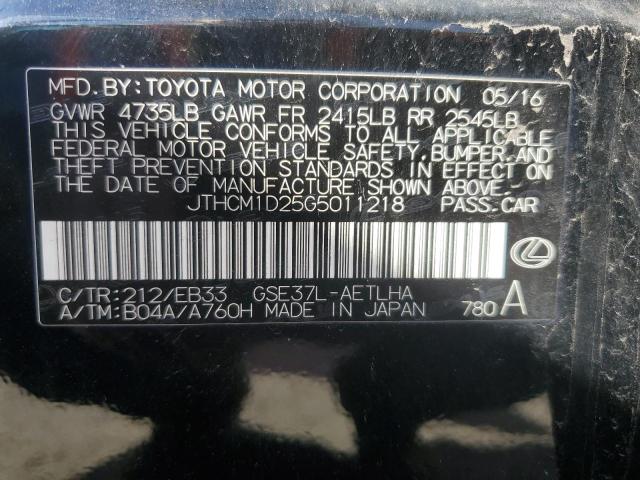 MFD.BY:TOYOTA MOTOR CORPORATION 05/16
GVWR 4735LB GAWR FR 2415LB RR 2545LB
THIS VEHICLE CONFORMS TO ALL APPLICABLE
FEDERAL MOTOR VEHICLE SAFETY,BUMPER,AND
THEFT PREVENTION STANDARDS IN EFFECT ON
THE DATE OF MANUFACTURE SHOWN ABOVE.
JTHCM1D25G5011218 PASS.CAR
C/TR:212/EB33 GSE37L-AETLHA
A/TM:B04A/A760H MADE IN JAPAN 780 A